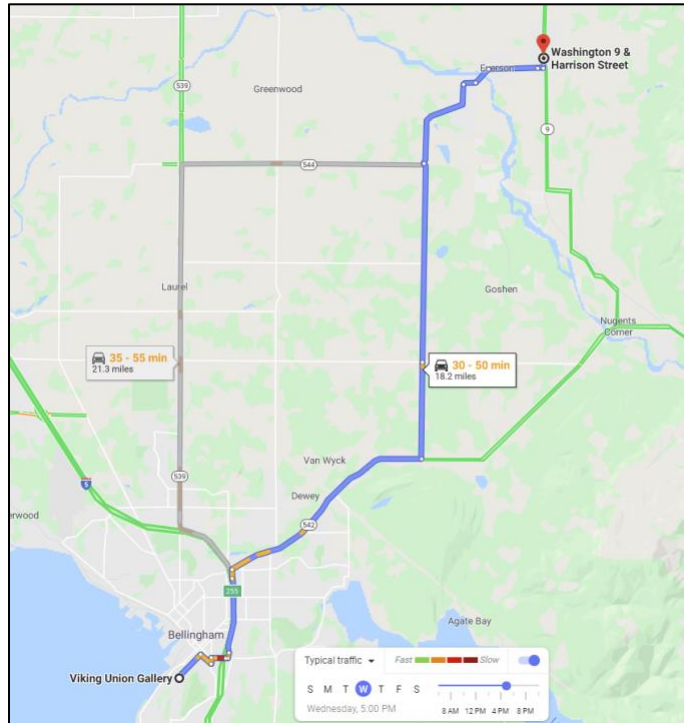 Washington 9 &
Harrison Street
Everson
539
Greenwood
9
544
Laurel
Goshen
Nugents
Corner
35 - 55 min
21.3 miles
30 - 50 min
18.2 miles
539
Van Wyck
5
Dewey
erwood
542
255
Agate Bay
Bellingham
Viking Union Gallery
Typical traffic
Fast
Slow
S M T W T F S
Wednesday, 5:00 PM
8 AM 12 PM 4 PM 8 PM